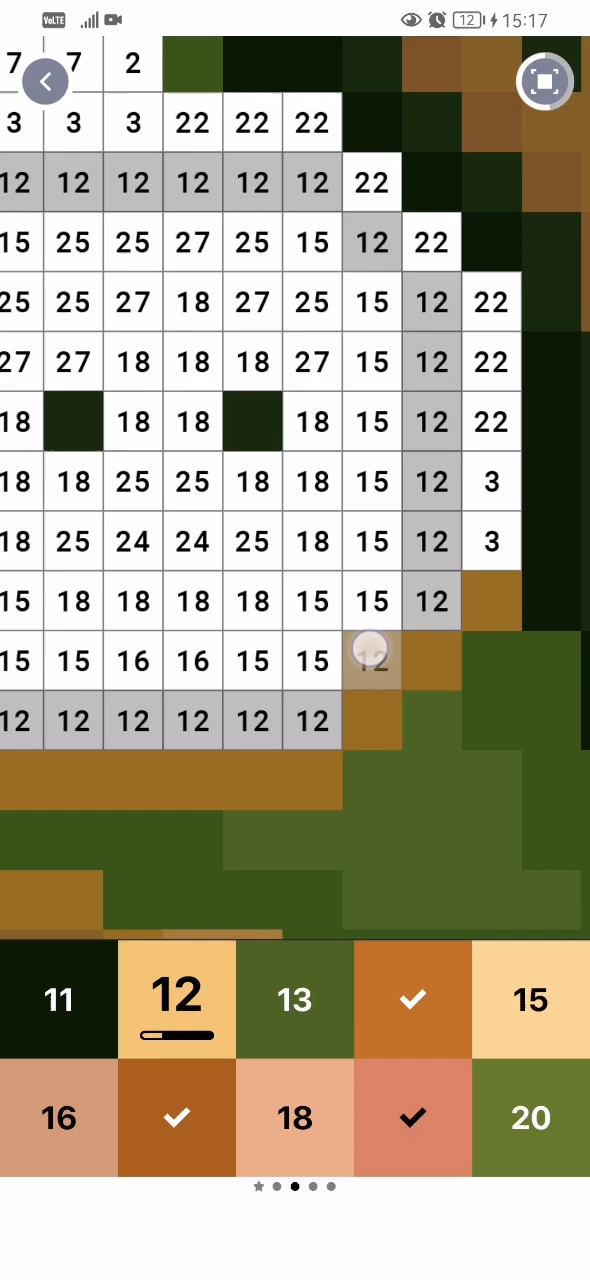 VoLTE 12 15:17
7 7 2
3 3 3 22 22 22
12 12 12 12 12 12 22
15 25 25 27 25 15 12 22
25 25 27 18 27 25 15 12 22
27 27 18 18 18 27 15 12 22
18 18 18 18 15 12 22
18 18 25 25 18 18 15 12 3
18 25 24 24 25 18 15 12 3
15 18 18 18 18 15 15 12
15 15 16 16 15 15 12
12 12 12 12 12 12
11 12 13 15
16 18 20